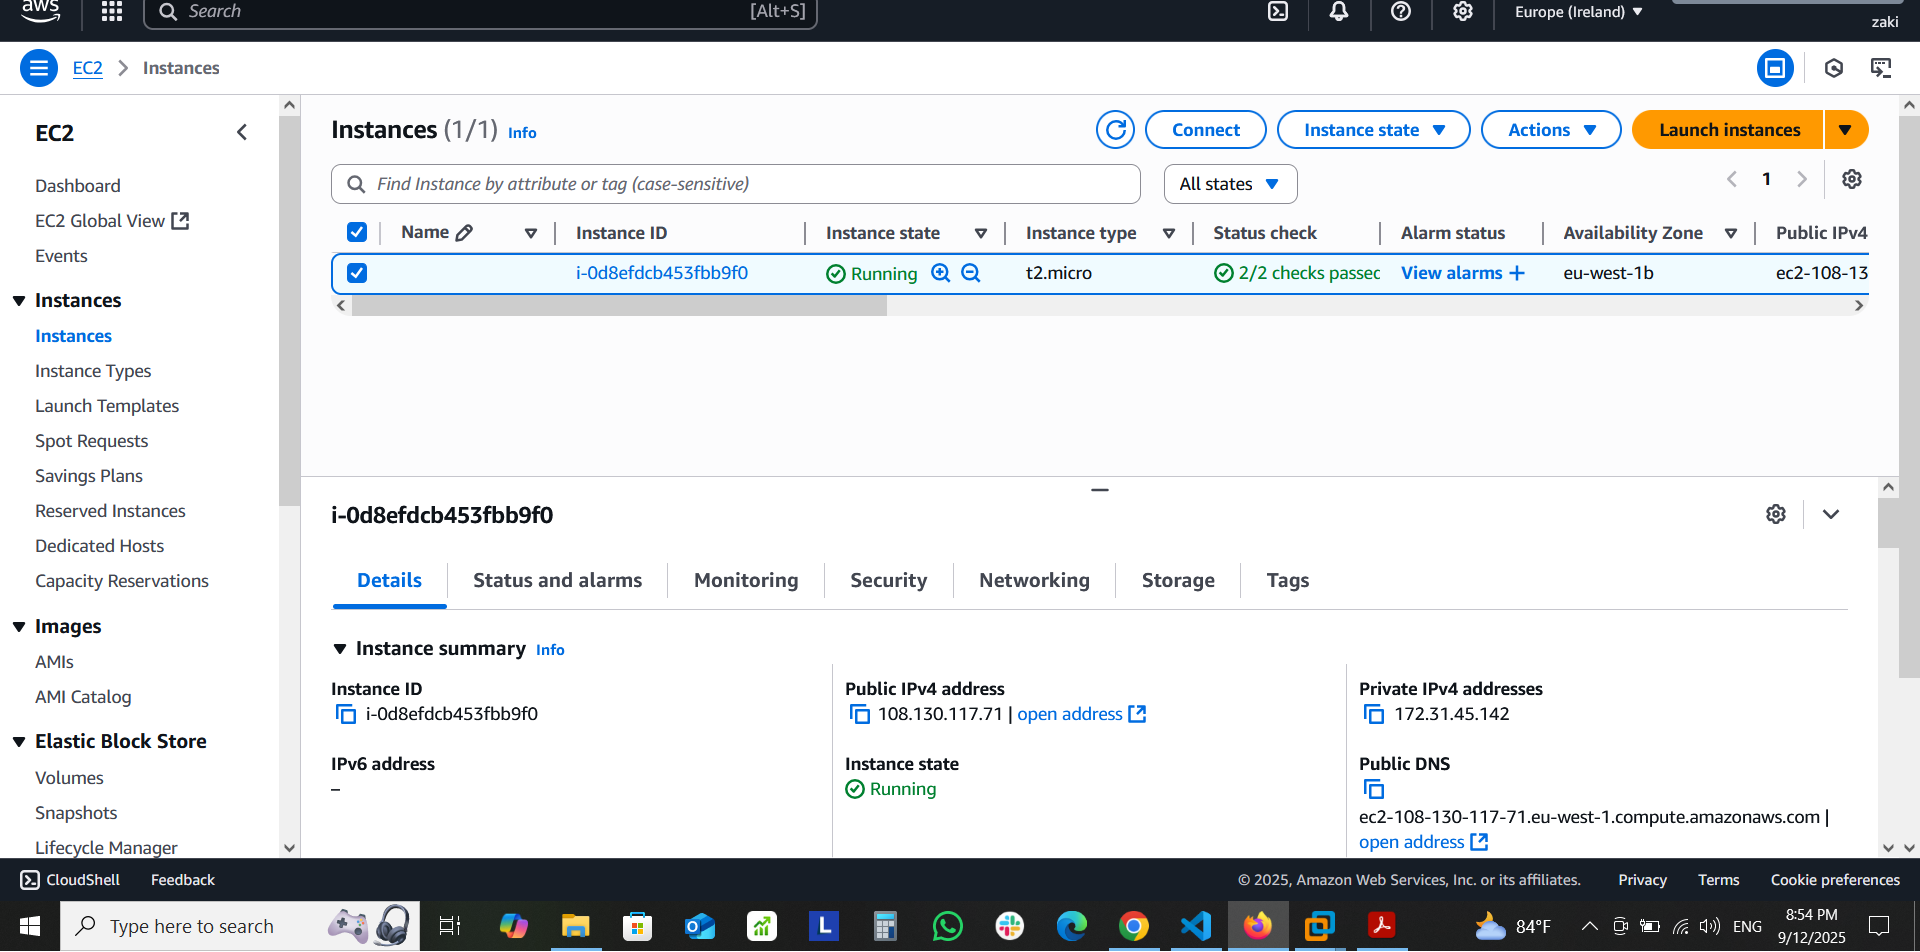 aws
Search [Alt+S]
Europe (Ireland)
zaki
EC2 Instances
EC2
Dashboard
EC2 Global View
Events
Instances
Instances
Instance Types
Launch Templates
Spot Requests
Savings Plans
Reserved Instances
Dedicated Hosts
Capacity Reservations
Images
AMIs
AMI Catalog
Elastic Block Store
Volumes
Snapshots
Lifecycle Manager
Instances (1/1) Info
Connect Instance state Actions Launch instances
Find Instance by attribute or tag (case-sensitive) All states 1
Name Instance ID Instance state Instance type Status check Alarm status Availability Zone Public IPv4
i-0d8efdcb453fbb9f0 Running t2.micro 2/2 checks passec View alarms + eu-west-1b ec2-108-13
i-0d8efdcb453fbb9f0
Details Status and alarms Monitoring Security Networking Storage Tags
Instance summary Info
Instance ID
i-0d8efdcb453fbb9f0
IPv6 address
–
Public IPv4 address
108.130.117.71 | open address
Instance state
Running
Private IPv4 addresses
172.31.45.142
Public DNS
ec2-108-130-117-71.eu-west-1.compute.amazonaws.com |
open address
CloudShell Feedback © 2025, Amazon Web Services, Inc. or its affiliates. Privacy Terms Cookie preferences
Type here to search L 84°F ENG
8:54 PM
9/12/2025